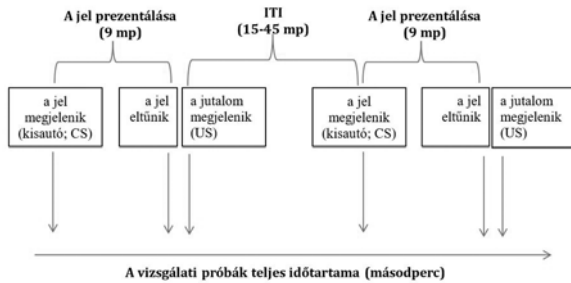 A jel prezentálása
(9 mp)
ITI
(15-45 mp)
A jel prezentálása
(9 mp)
a jel
megjelenik
(kisautó; CS)
a jel
eltűnik
a jutalom
megjelenik
(US)
a jel
megjelenik
(kisautó; CS)
a jel
eltűnik
a jutalom
megjelenik
(US)
A vizsgálati próbák teljes időtartama (másodperc)